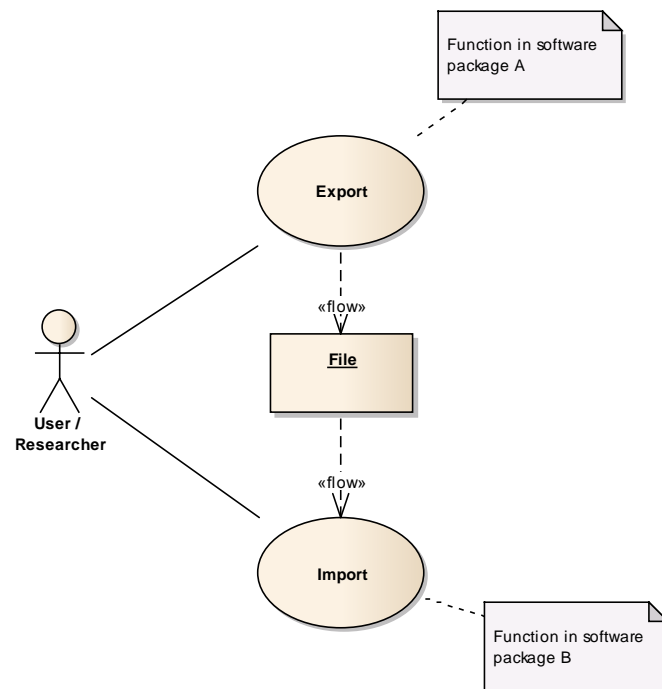 Function in software
package A
Export
«flow»
File
User /
Researcher
«flow»
Import
Function in software
package B